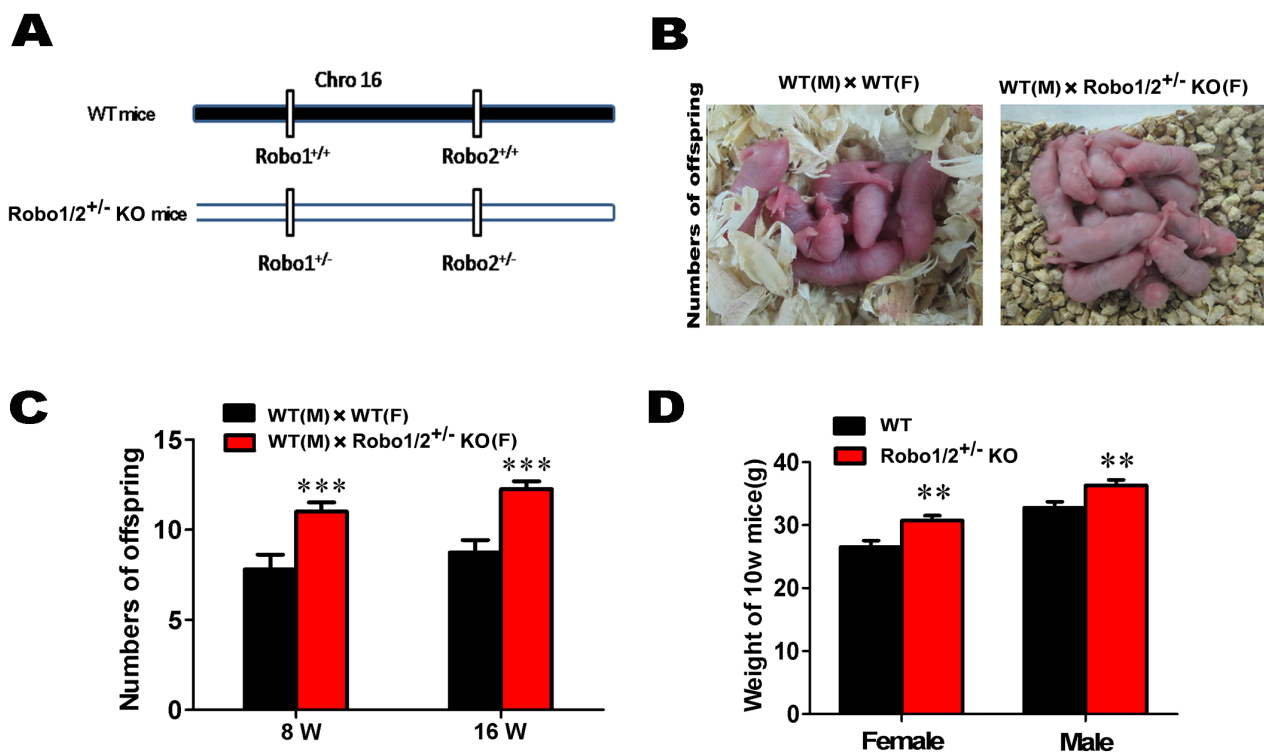 A
Chro 16
WT mice
Robo1+/+ Robo2+/+
Robo1/2+/- KO mice
Robo1+/- Robo2+/-
B
WT(M) × WT(F) WT(M) × Robo1/2+/- KO(F)
Numbers of offspring
C
WT(M) × WT(F)
WT(M) × Robo1/2+/- KO(F)
Numbers of offspring
15
10
5
0
*** ***
8 W 16 W
D
WT
Robo1/2+/- KO
Weight of 10w mice(g)
40
30
20
10
0
** **
Female Male